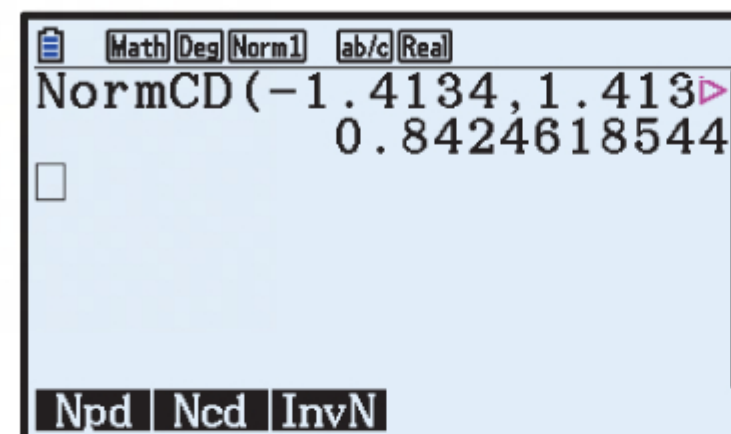 Math Deg Norm1 ab/c Real
NormCD(-1.4134,1.413
0.8424618544
Npd Ncd InvN